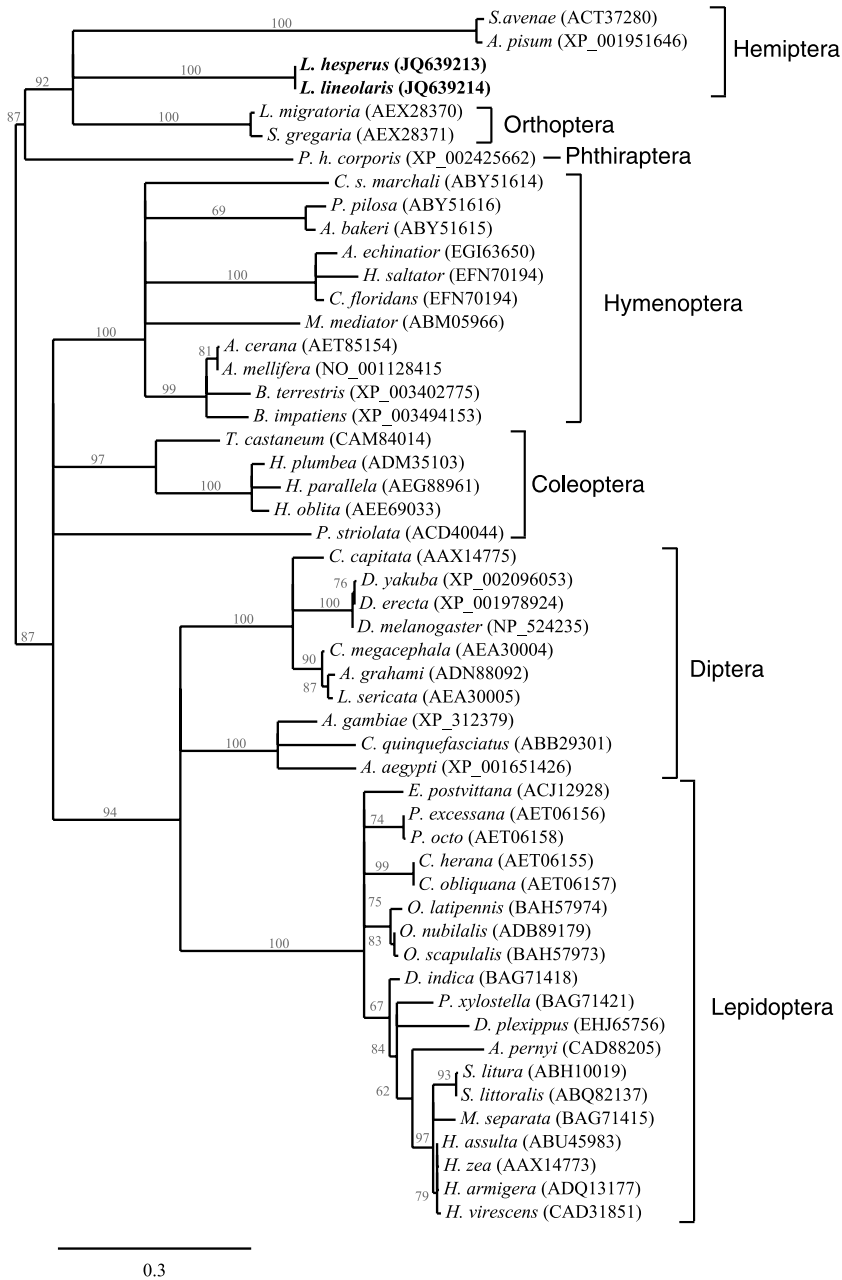 100
S.avenae (ACT37280)
A. pisum (XP_001951646)
Hemiptera
100
L. hesperus (JQ639213)
L. lineolaris (JQ639214)
92
87
100
L. migratoria (AEX28370)
S. gregaria (AEX28371)
Orthoptera
P. h. corporis (XP_002425662)
Phthiraptera
C. s. marchali (ABY51614)
69
P. pilosa (ABY51616)
A. bakeri (ABY51615)
A. echinatior (EGI63650)
100
H. saltator (EFN70194)
C. floridans (EFN70194)
Hymenoptera
M. mediator (ABM05966)
100
81
A. cerana (AET85154)
A. mellifera (NO_001128415
99
B. terrestris (XP_003402775)
B. impatiens (XP_003494153)
T. castaneum (CAM84014)
97
H. plumbea (ADM35103)
100
H. parallela (AEG88961)
H. oblita (AEE69033)
Coleoptera
P. striolata (ACD40044)
C. capitata (AAX14775)
76
D. yakuba (XP_002096053)
100
D. erecta (XP_001978924)
D. melanogaster (NP_524235)
100
87
90
C. megacephala (AEA30004)
A. grahami (ADN88092)
87
L. sericata (AEA30005)
Diptera
A. gambiae (XP_312379)
100
C. quinquefasciatus (ABB29301)
A. aegypti (XP_001651426)
94
E. postvittana (ACJ12928)
74
P. excessana (AET06156)
P. octo (AET06158)
C. herana (AET06155)
99
C. obliquana (AET06157)
75
O. latipennis (BAH57974)
83
O. nubilalis (ADB89179)
O. scapulalis (BAH57973)
100
D. indica (BAG71418)
67
P. xylostella (BAG71421)
Lepidoptera
D. plexippus (EHJ65756)
84
A. pernyi (CAD88205)
93
S. litura (ABH10019)
62
S. littoralis (ABQ82137)
M. separata (BAG71415)
97
H. assulta (ABU45983)
H. zea (AAX14773)
79
H. armigera (ADQ13177)
H. virescens (CAD31851)
0.3